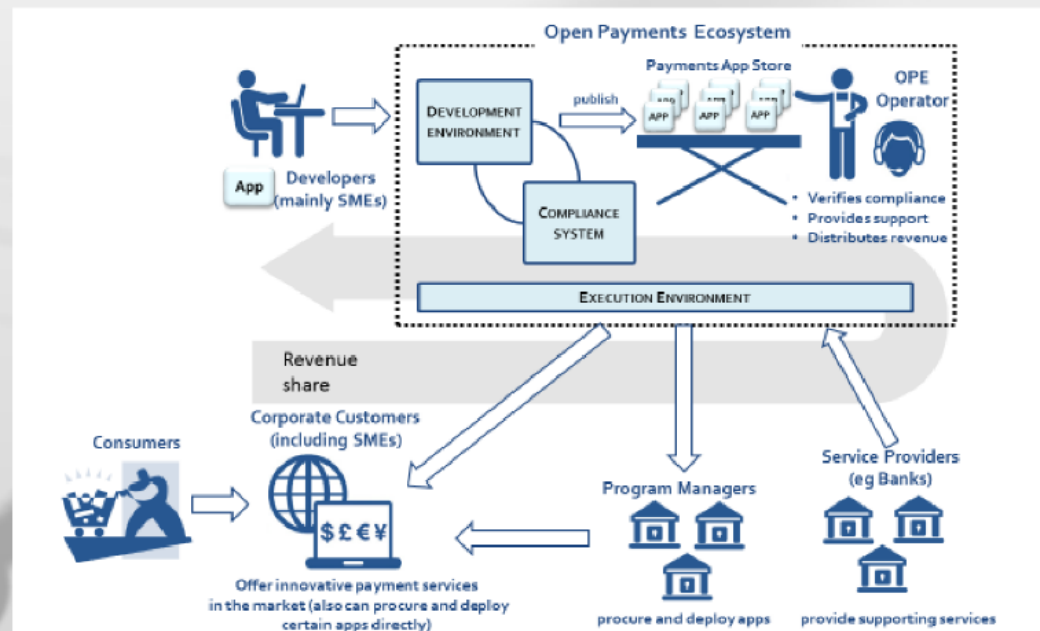 Open Payments Ecosystem
Payments App Store
OPE
Operator
DEVELOPMENT
ENVIRONMENT
publish
APP
APP
APP
App
Developers
(mainly SMEs)
COMPLIANCE
SYSTEM
• Verifies compliance
• Provides support
• Distributes revenue
EXECUTION ENVIRONMENT
Revenue
share
Corporate Customers
(including SMEs)
Consumers
$£€¥
Offer innovative payment services
in the market (also can procure and deploy
certain apps directly)
Program Managers
procure and deploy apps
Service Providers
(eg Banks)
provide supporting services